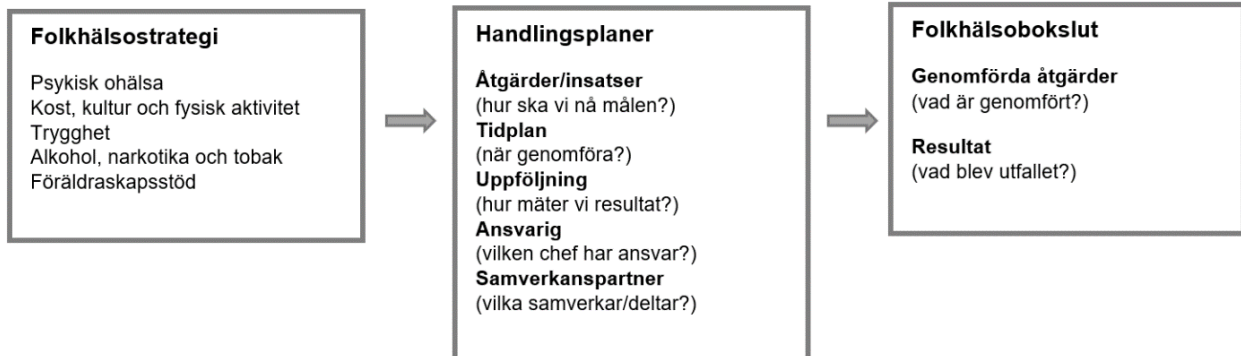 Folkhälsostrategi
Psykisk ohälsa
Kost, kultur och fysisk aktivitet
Trygghet
Alkohol, narkotika och tobak
Föräldraskapsstöd
Handlingsplaner
Åtgärder/insatser
(hur ska vi nå målen?)
Tidplan
(när genomföra?)
Uppföljning
(hur mäter vi resultat?)
Ansvarig
(vilken chef har ansvar?)
Samverkanspartner
(vilka samverkar/deltar?)
Folkhälsobokslut
Genomförda åtgärder
(vad är genomfört?)
Resultat
(vad blev utfallet?)